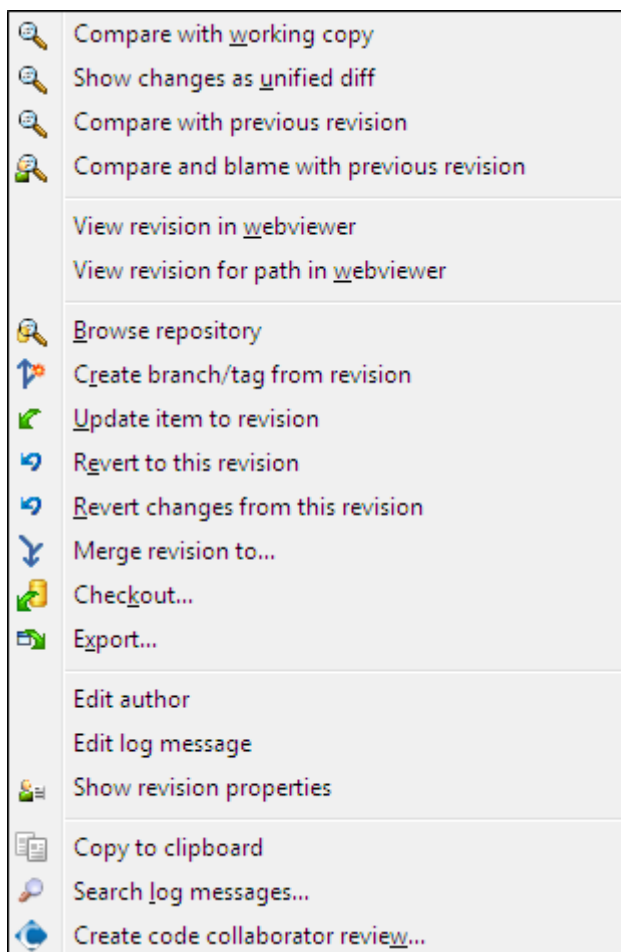 Compare with working copy
Show changes as unified diff
Compare with previous revision
Compare and blame with previous revision
View revision in webviewer
View revision for path in webviewer
Browse repository
Create branch/tag from revision
Update item to revision
Revert to this revision
Revert changes from this revision
Merge revision to...
Checkout...
Export...
Edit author
Edit log message
Show revision properties
Copy to clipboard
Search log messages...
Create code collaborator review...